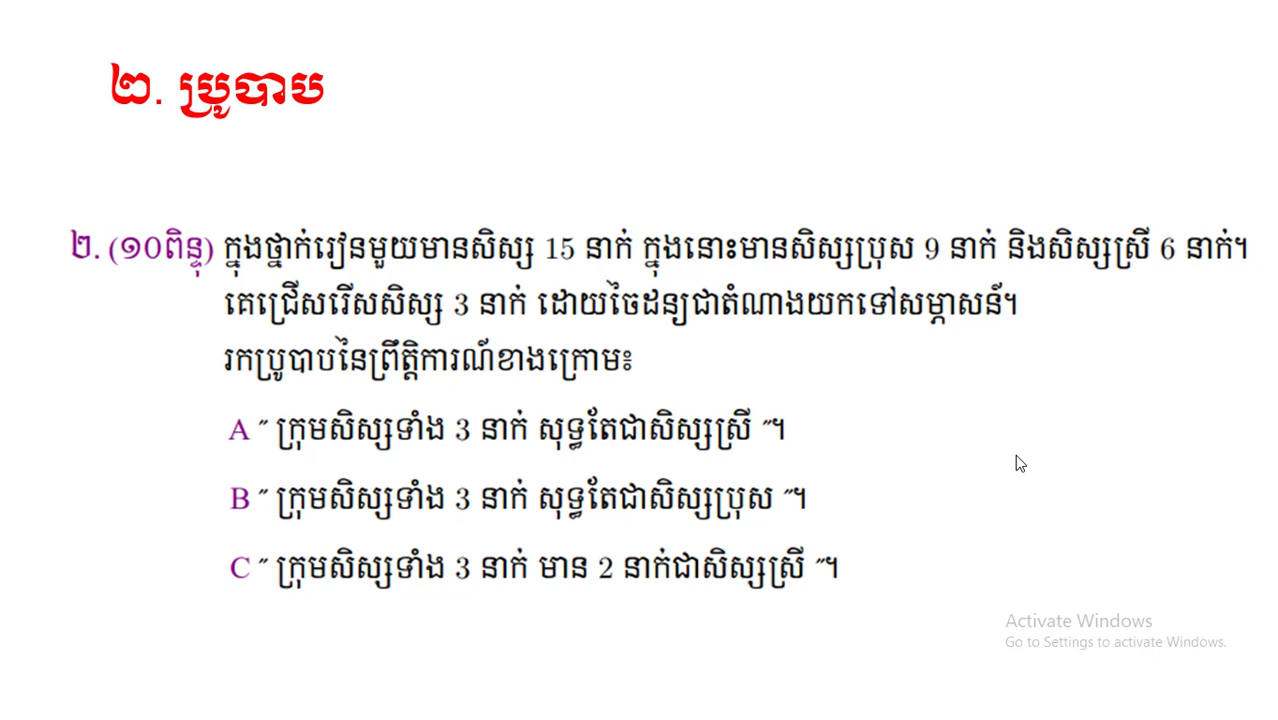 ២. ប្រូបាប
២. (១០ពិន្ទុ) ក្នុងថ្នាក់រៀនមួយមានសិស្ស 15 នាក់ ក្នុងនោះមានសិស្សប្រុស 9 នាក់ និងសិស្សស្រី 6 នាក់។
គេជ្រើសរើសសិស្ស 3 នាក់ ដោយចៃដន្យជាតំណាងយកទៅសម្ភាសន៍។
រកប្រូបាបនៃព្រឹត្តិការណ៍ខាងក្រោម៖
A ˝ ក្រុមសិស្សទាំង 3 នាក់ សុទ្ធតែជាសិស្សស្រី ˝។
B ˝ ក្រុមសិស្សទាំង 3 នាក់ សុទ្ធតែជាសិស្សប្រុស ˝។
C ˝ ក្រុមសិស្សទាំង 3 នាក់ មាន 2 នាក់ជាសិស្សស្រី ˝។
Activate Windows
Go to Settings to activate Windows.